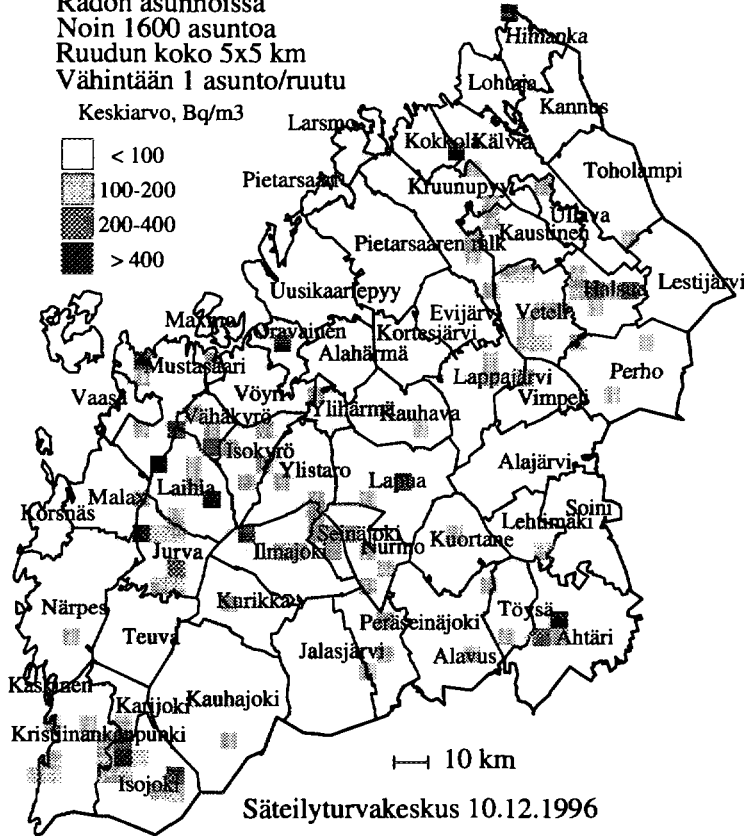 Radon asunnoissa
Noin 1600 asuntoa
Ruudun koko 5x5 km
Vähintään 1 asunto/ruutu
Keskiarvo, Bq/m3
< 100
100-200
200-400
> 400
Himanka
Lohtaja
Kannus
Larsmo
Kokkola
Kälviä
Toholampi
Pietarsaari
Kruunupyy
Ullava
Kaustinen
Pietarsaaren mlk
Lestijärvi
Halsua
Uusikaarlepyy
Evijärvi
Veteli
Maxmo
Oravainen
Kortesjärvi
Alahärmä
Mustasaari
Lappajärvi
Perho
Vaasa
Vöyri
Vimpeli
Vähäkyrö
Ylihärmä
Kauhava
Isokyrö
Ylistaro
Alajärvi
Lapua
Laihia
Malax
Soini
Korsnäs
Lehtimäki
Seinäjoki
Nurmo
Kuortane
Jurva
Ilmajoki
Närpes
Kurikka
Töysä
Peräseinäjoki
Teuva
Ähtäri
Jalasjärvi
Alavus
Kaskinen
Kauhajoki
Karijoki
Kristiinankaupunki
10 km
Isojoki
Säteilyturvakeskus 10.12.1996